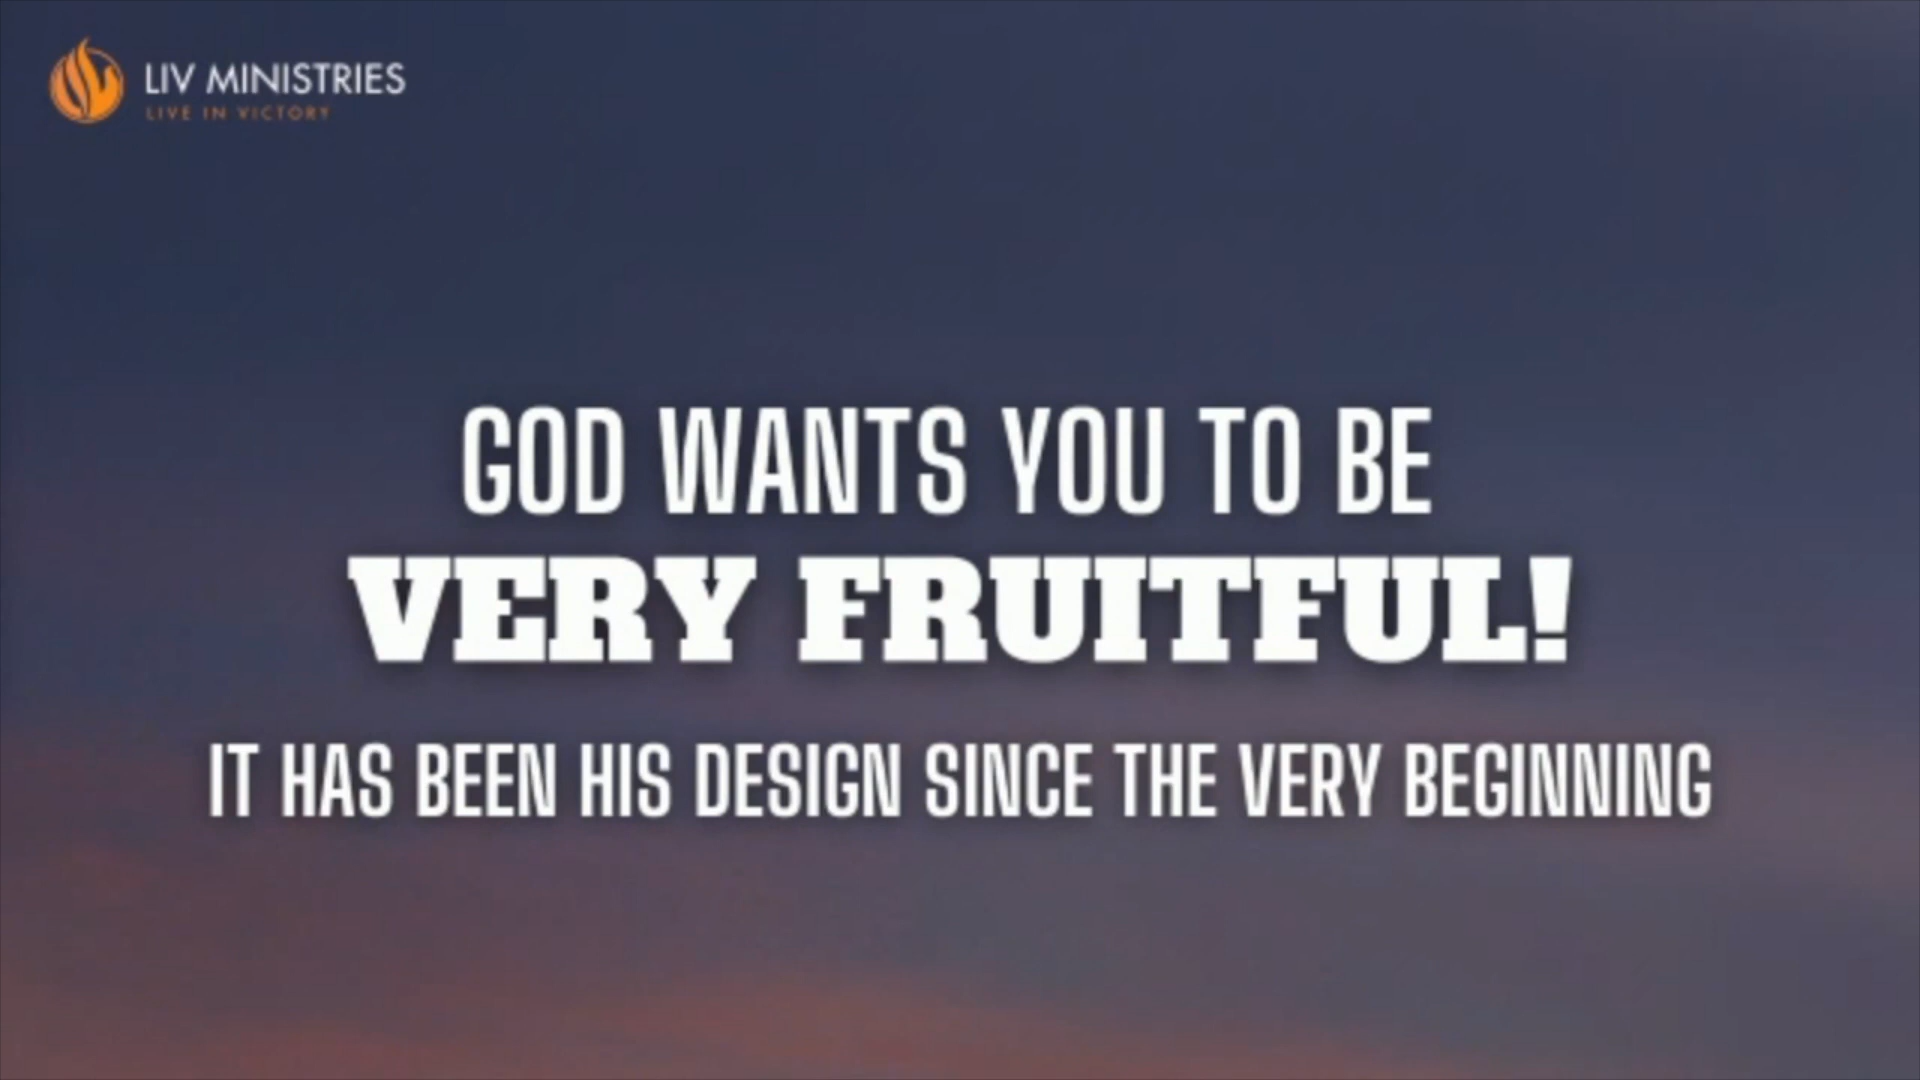 LIV MINISTRIES
LIVE IN VICTORY
GOD WANTS YOU TO BE
VERY FRUITFUL!
IT HAS BEEN HIS DESIGN SINCE THE VERY BEGINNING